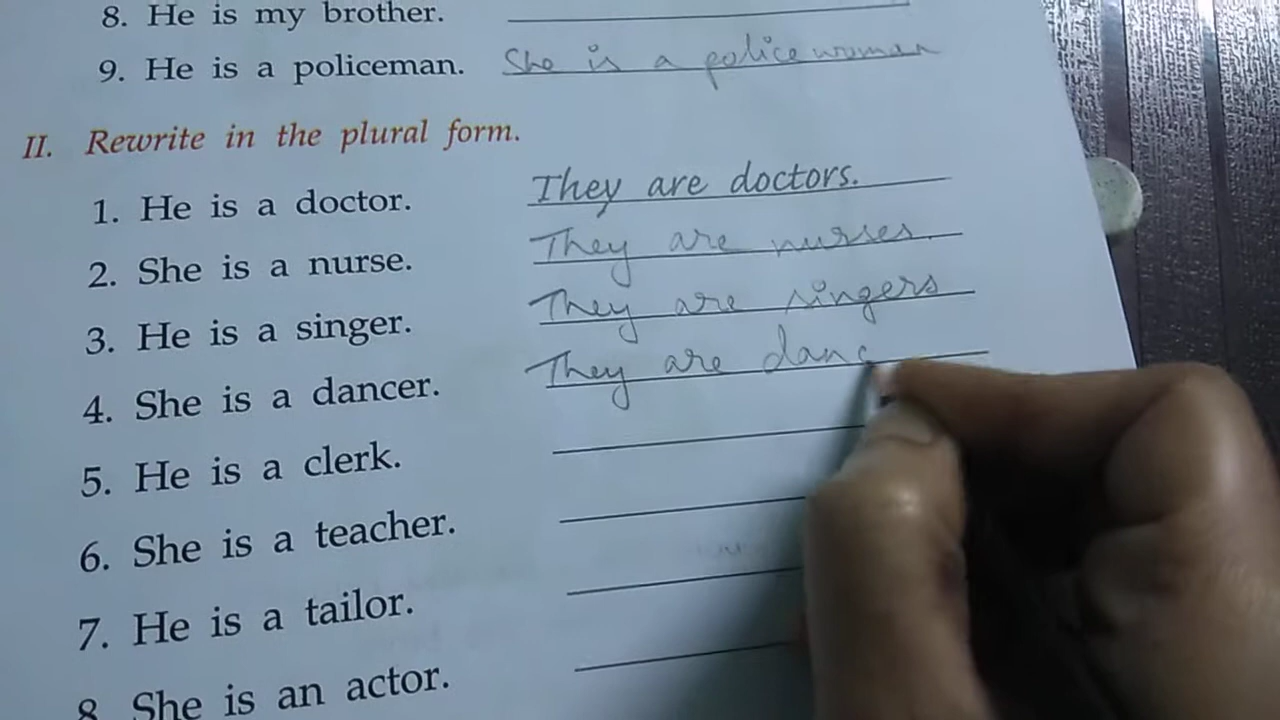 8. He is my brother.
9. He is a policeman. She is a policewoman
II. Rewrite in the plural form.
1. He is a doctor. They are doctors.
2. She is a nurse. They are nurses.
3. He is a singer. They are singers
4. She is a dancer. They are danc
5. He is a clerk.
6. She is a teacher.
7. He is a tailor.
8 She is an actor.